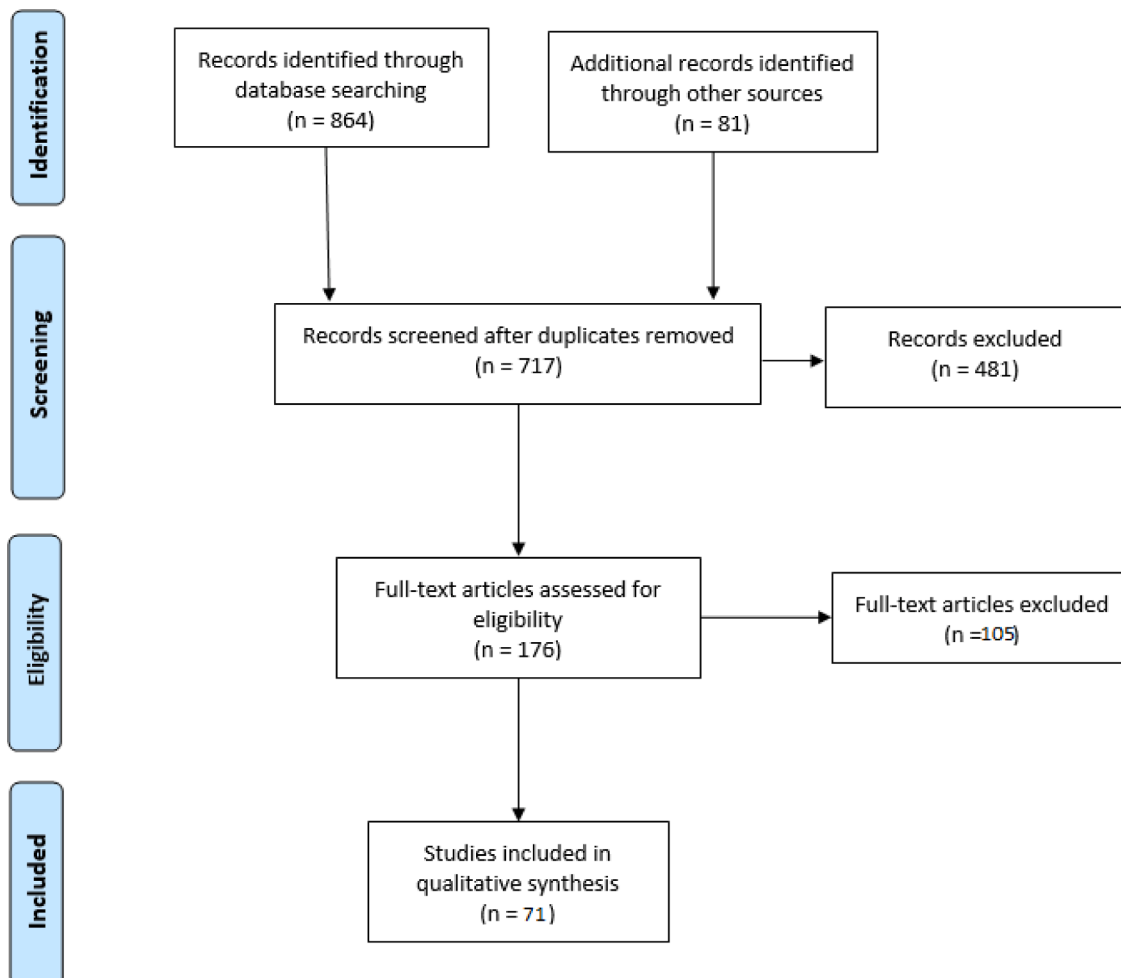 Identification
Records identified through
database searching
(n = 864)
Additional records identified
through other sources
(n = 81)
Screening
Records screened after duplicates removed
(n = 717)
Records excluded
(n = 481)
Eligibility
Full-text articles assessed for
eligibility
(n = 176)
Full-text articles excluded
(n =105)
Included
Studies included in
qualitative synthesis
(n = 71)